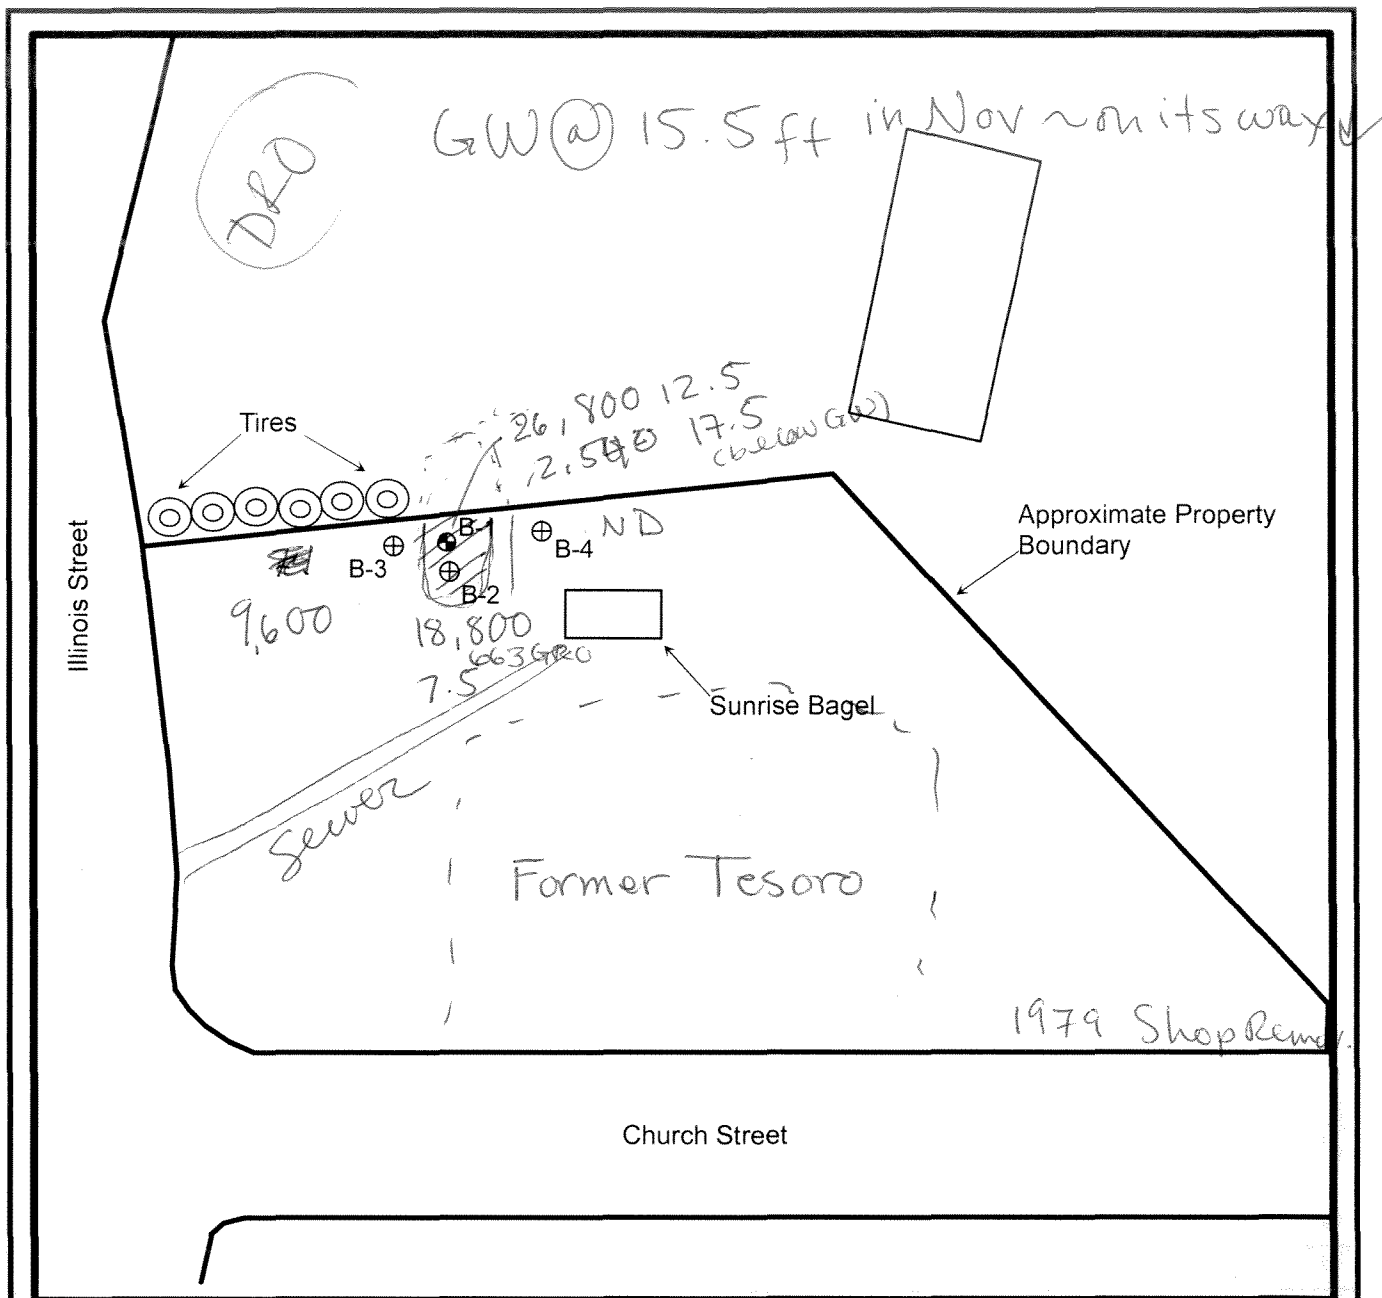 DRO
GW @ 15.5 ft in Nov ~ on its way ↓
26,800 12.5
2,540 17.5
(below GW)
Tires
B-1
B-3
B-4 ND
B-2
9,600
18,800
663 GRO
7.5
Approximate Property
Boundary
Illinois Street
Sunrise Bagel
Sewer
Former Tesoro
1979 Shop Remov.
Church Street